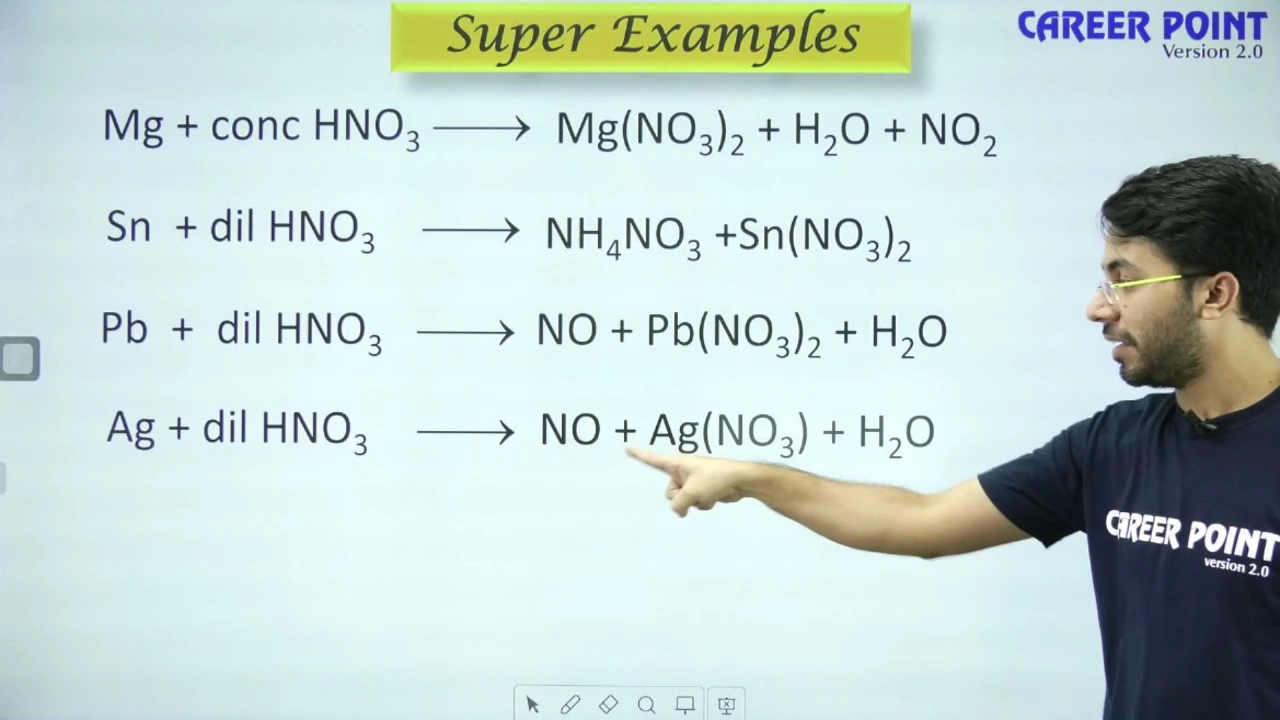 Super Examples
CAREER POINT
Version 2.0
Mg + conc HNO₃ ⟶ Mg(NO₃)₂ + H₂O + NO₂
Sn + dil HNO₃ ⟶ NH₄NO₃ +Sn(NO₃)₂
Pb + dil HNO₃ ⟶ NO + Pb(NO₃)₂ + H₂O
Ag + dil HNO₃ ⟶ NO + Ag(NO₃) + H₂O
CAREER POINT
version 2.0